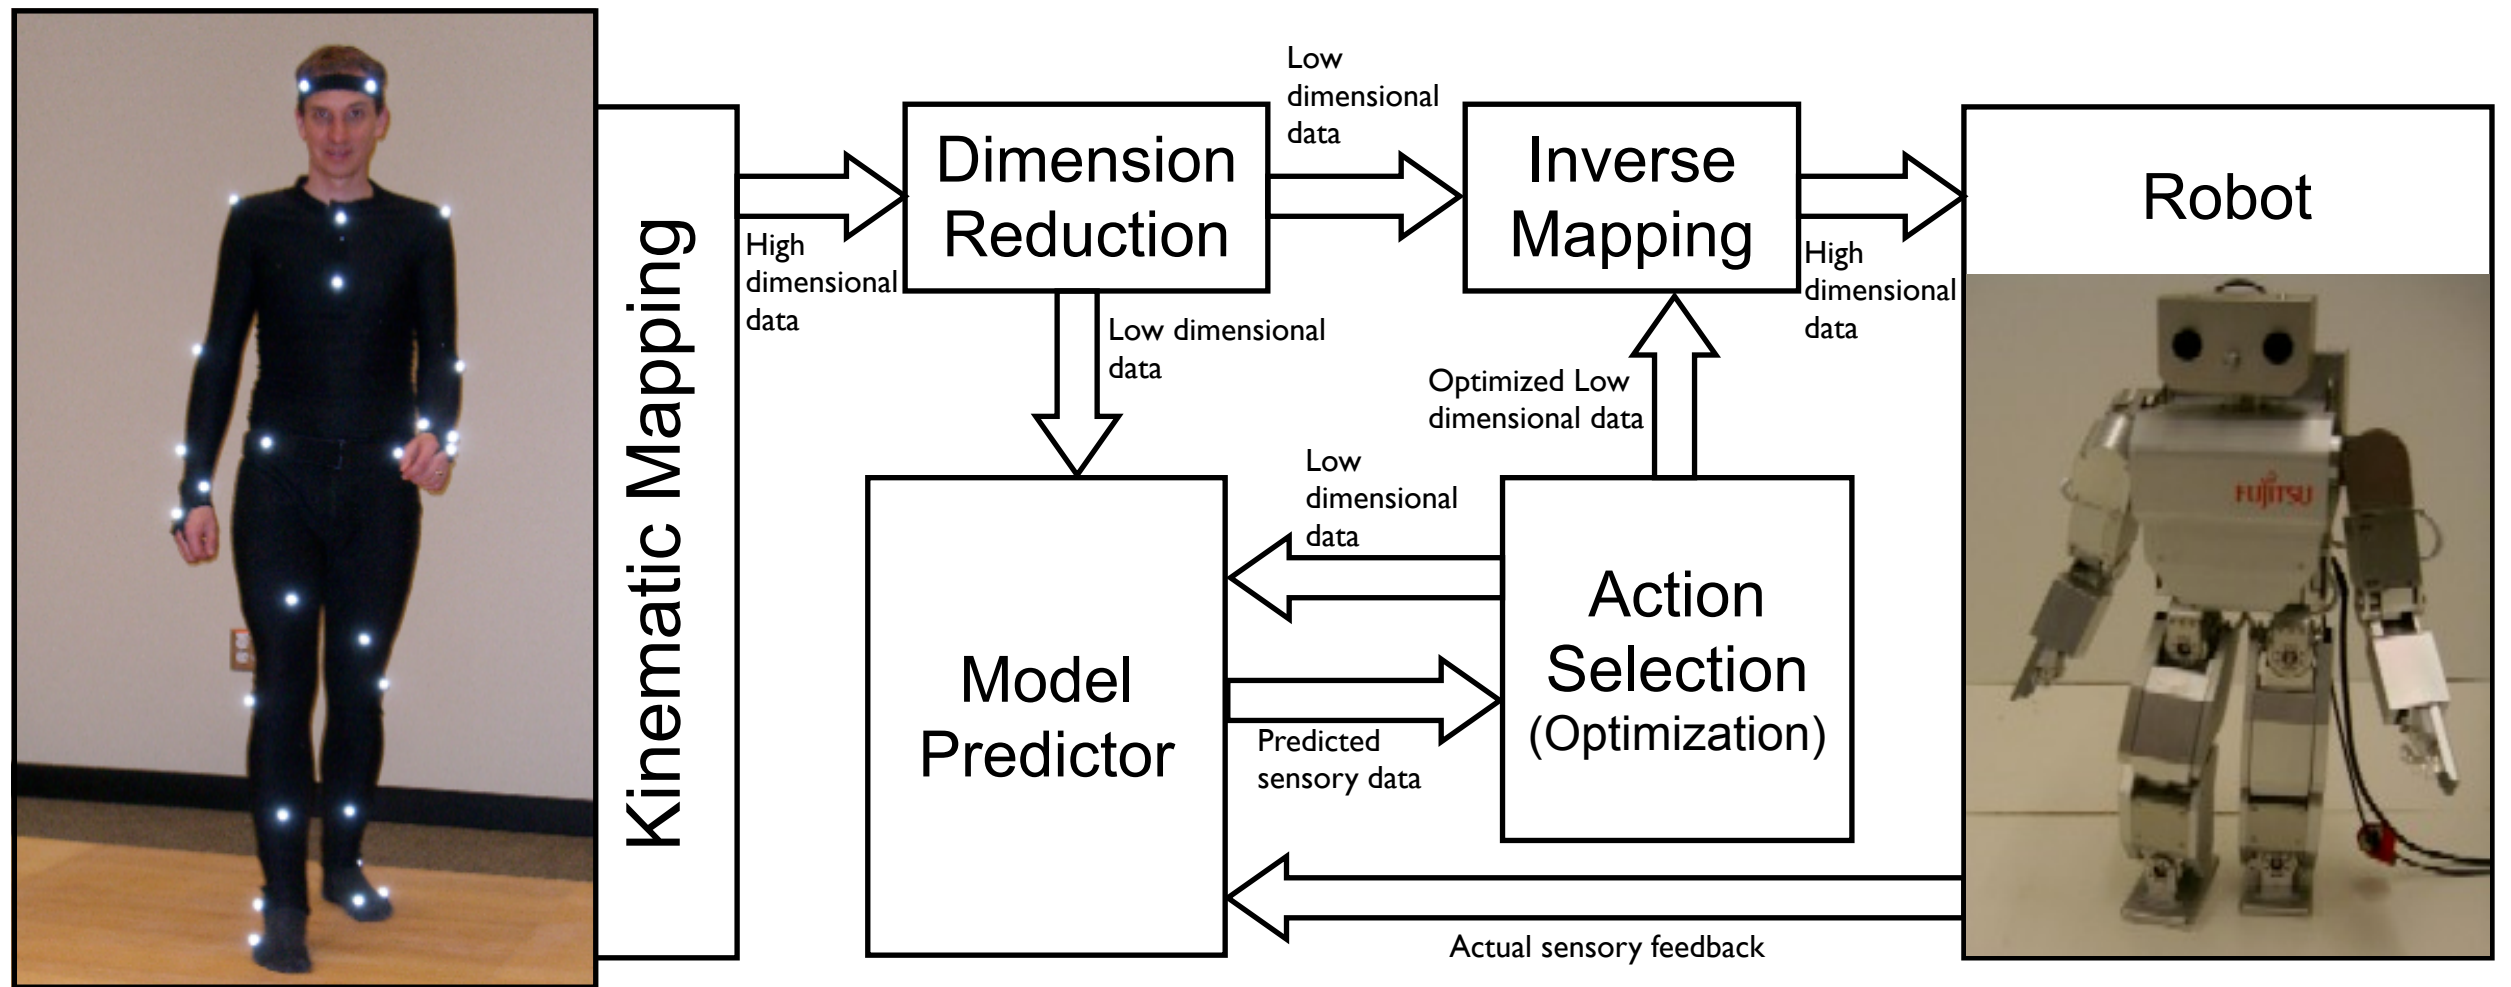 Kinematic Mapping
High
dimensional
data
Dimension
Reduction
Low
dimensional
data
Inverse
Mapping
High
dimensional
data
Robot
Low dimensional
data
Optimized Low
dimensional data
Low
dimensional
data
Model
Predictor
Predicted
sensory data
Action
Selection
(Optimization)
Actual sensory feedback
FUJITSU